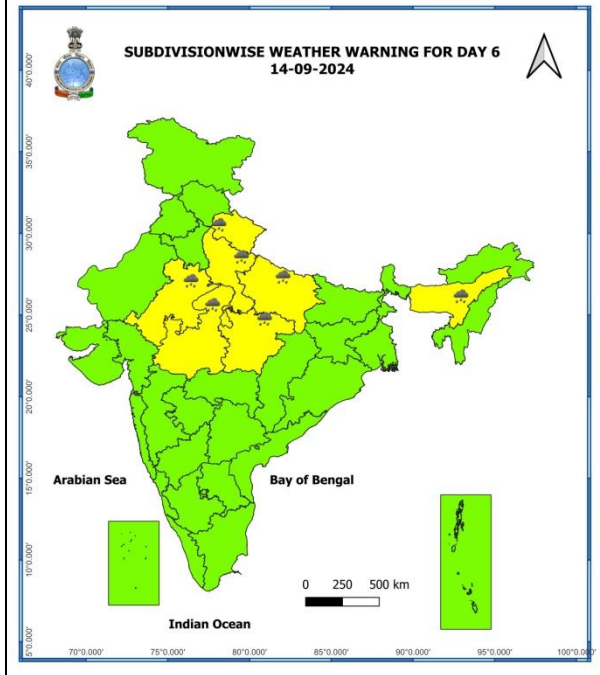 SUBDIVISIONWISE WEATHER WARNING FOR DAY 6
14-09-2024
40°0.000'
35°0.000'
30°0.000'
25°0.000'
20°0.000'
15°0.000'
10°0.000'
5°0.000'
Arabian Sea
Bay of Bengal
0 250 500 km
Indian Ocean
70°0.000' 75°0.000' 80°0.000' 85°0.000' 90°0.000' 95°0.000' 100°0.000'